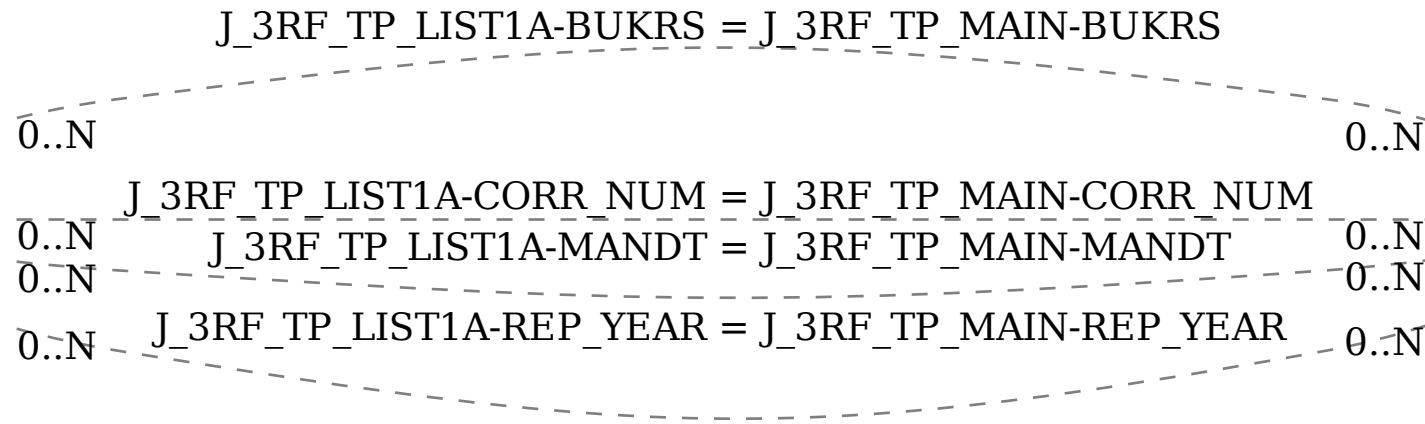 J_3RF_TP_LIST1A-BUKRS = J_3RF_TP_MAIN-BUKRS
0..N 0..N
J_3RF_TP_LIST1A-CORR_NUM = J_3RF_TP_MAIN-CORR_NUM
0..N 0..N
J_3RF_TP_LIST1A-MANDT = J_3RF_TP_MAIN-MANDT
0..N 0..N
J_3RF_TP_LIST1A-REP_YEAR = J_3RF_TP_MAIN-REP_YEAR
0..N 0..N